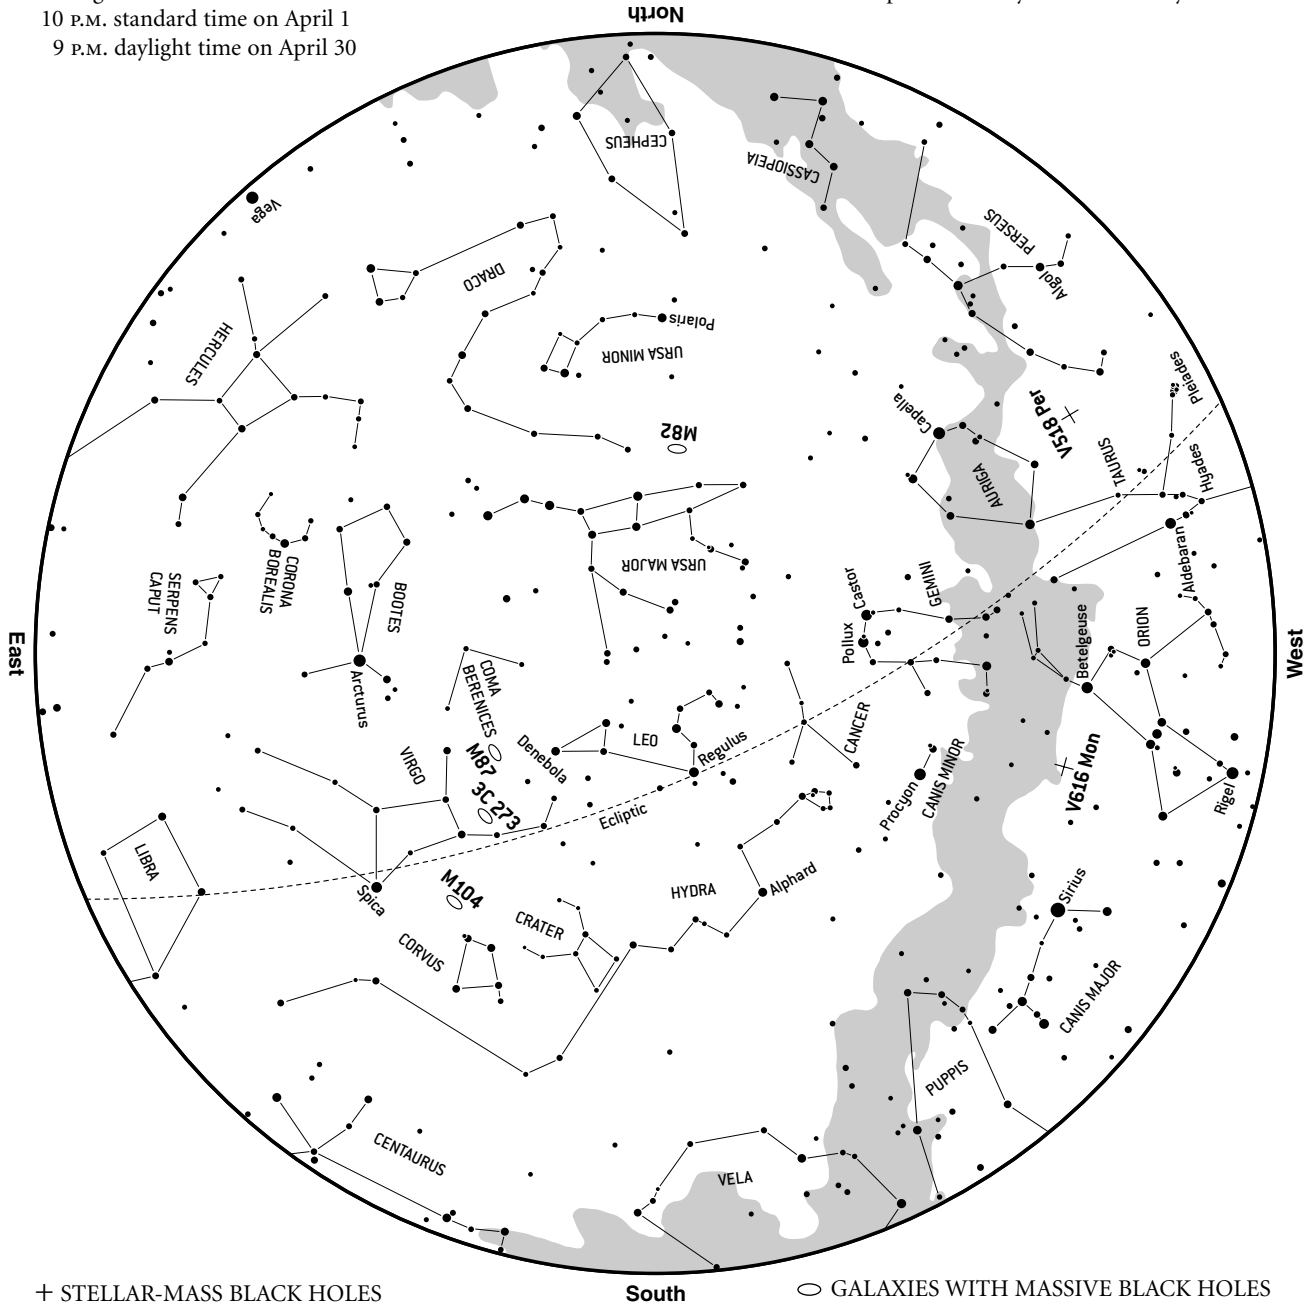 10 P.M. standard time on April 1
9 P.M. daylight time on April 30
North
CEPHEUS
CASSIOPEIA
Vega
PERSEUS
Algol
DRACO
Polaris
URSA MINOR
HERCULES
Pleiades
Capella
V518 Per
M82
TAURUS
Hyades
AURIGA
Aldebaran
URSA MAJOR
CORONA
BOREALIS
SERPENS
CAPUT
BOOTES
Castor
GEMINI
Pollux
Betelgeuse
ORION
East
West
Arcturus
COMA
BERENICES
LEO
Denebola
Regulus
CANCER
VIRGO
M87
3C 273
Procyon
CANIS MINOR
V616 Mon
Rigel
Ecliptic
LIBRA
Spica
M104
HYDRA
Alphard
Sirius
CRATER
CORVUS
CANIS MAJOR
PUPPIS
CENTAURUS
VELA
+ STELLAR-MASS BLACK HOLES
South
GALAXIES WITH MASSIVE BLACK HOLES